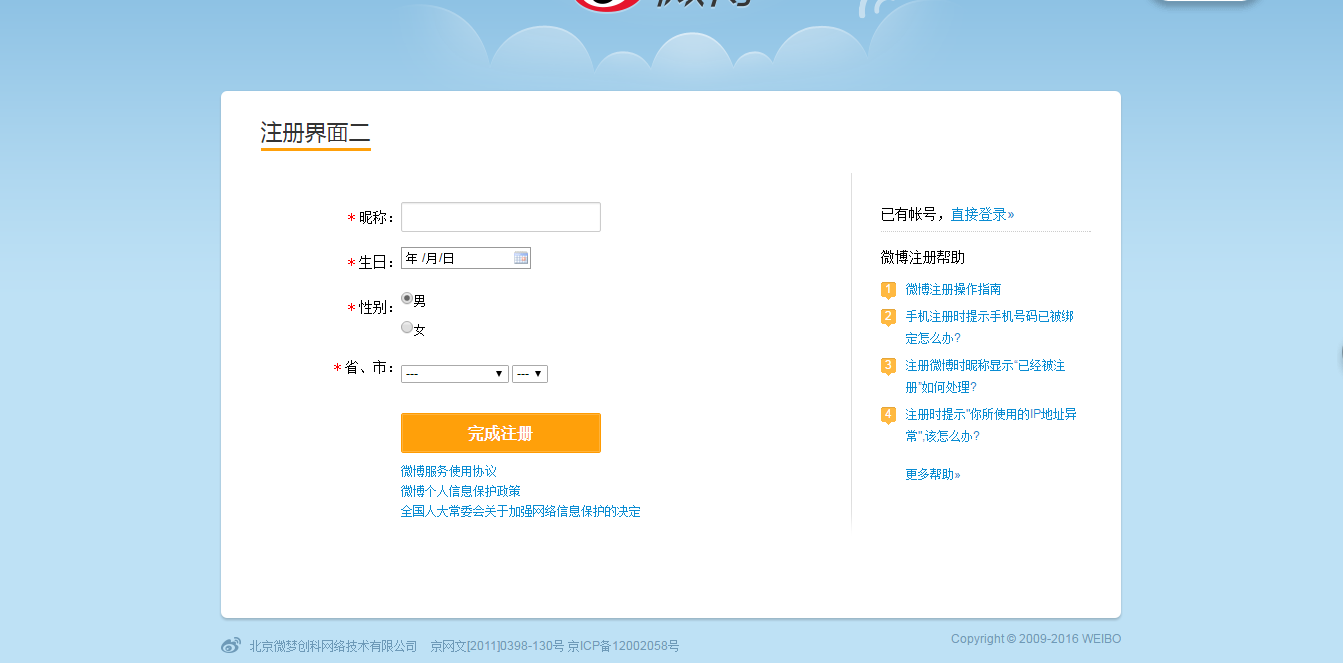 注册界面二
*昵称：
*生日： 年 /月/日
*性别： 男
女
*省、市： --- ---
完成注册
微博服务使用协议
微博个人信息保护政策
全国人大常委会关于加强网络信息保护的决定
已有帐号，直接登录»
微博注册帮助
1 微博注册操作指南
2 手机注册时提示手机号码已被绑
定怎么办?
3 注册微博时昵称显示“已经被注
册”如何处理?
4 注册时提示"你所使用的IP地址异
常",该怎么办?
更多帮助»
北京微梦创科网络技术有限公司 京网文[2011]0398-130号 京ICP备12002058号
Copyright © 2009-2016 WEIBO